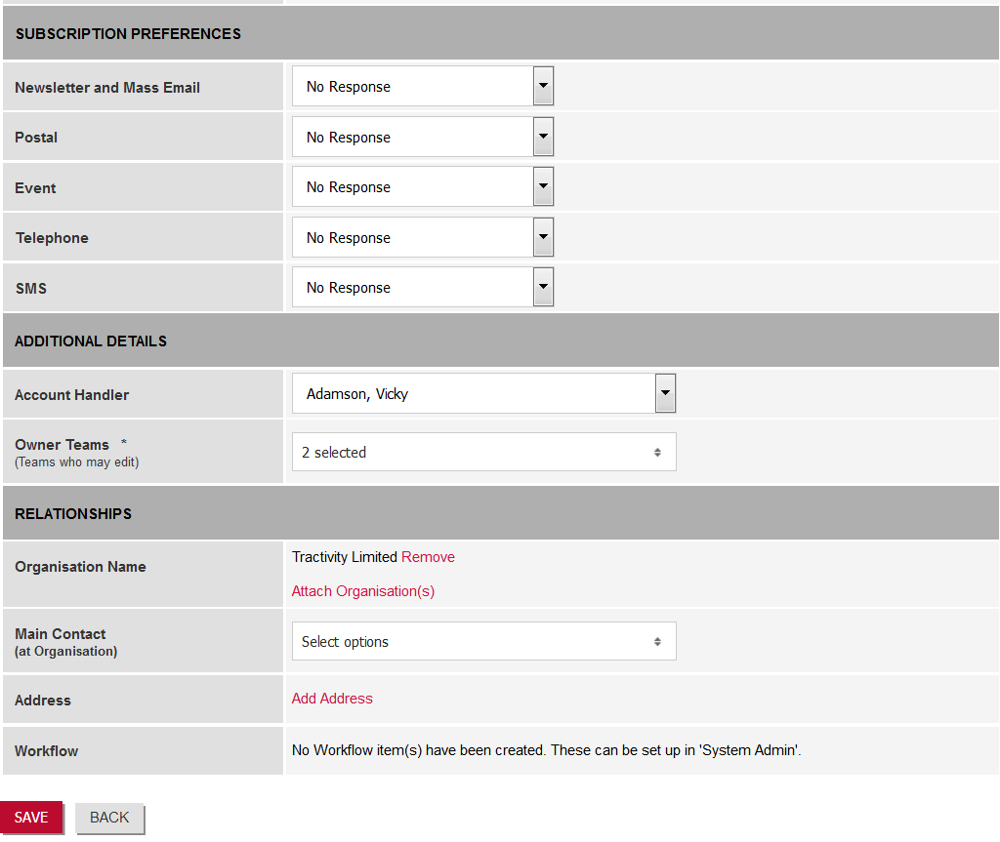 SUBSCRIPTION PREFERENCES
Newsletter and Mass Email No Response
Postal No Response
Event No Response
Telephone No Response
SMS No Response
ADDITIONAL DETAILS
Account Handler Adamson, Vicky
Owner Teams *
(Teams who may edit)
2 selected
RELATIONSHIPS
Organisation Name Tractivity Limited Remove
Attach Organisation(s)
Main Contact
(at Organisation)
Select options
Address Add Address
Workflow No Workflow item(s) have been created. These can be set up in 'System Admin'.
SAVE BACK